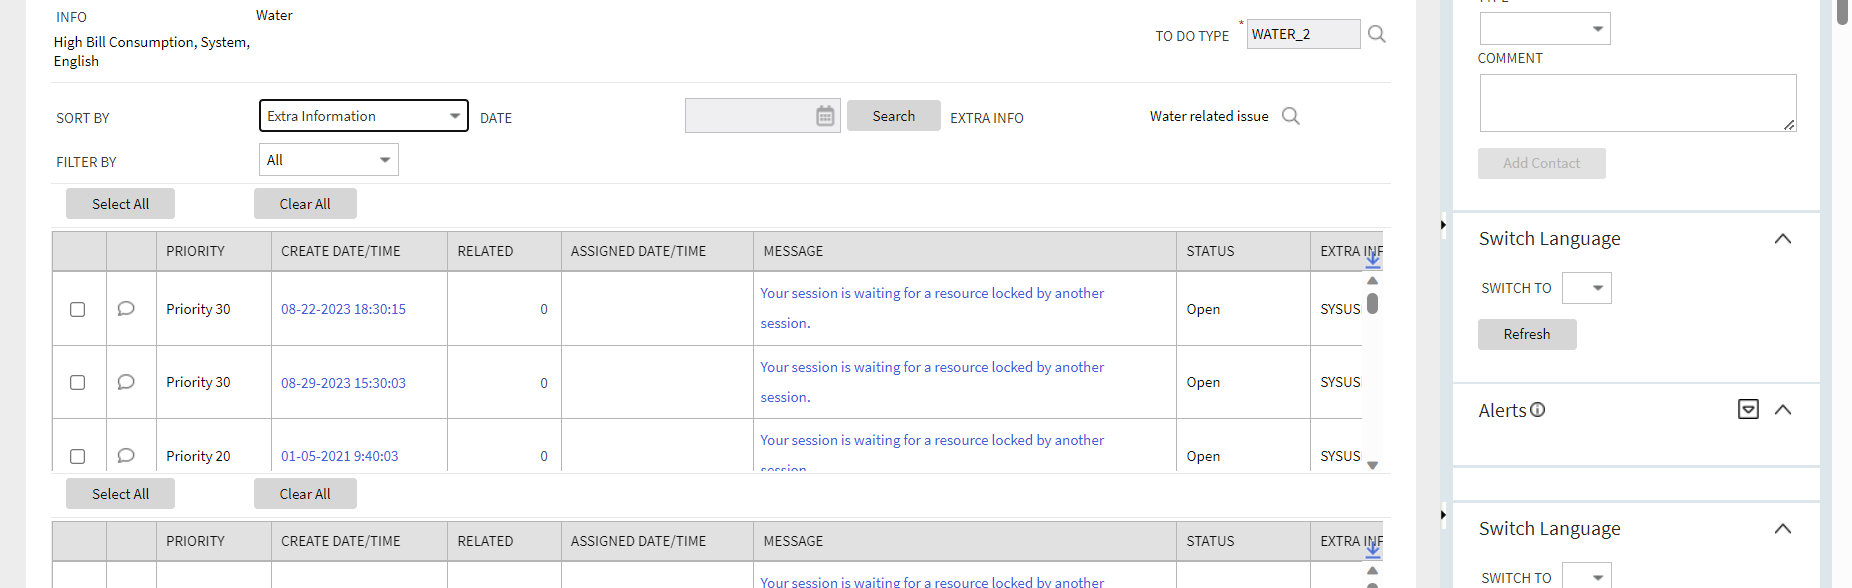 INFO
Water
High Bill Consumption, System,
English
TO DO TYPE
*
WATER_2
SORT BY
Extra Information
DATE
Search
EXTRA INFO
Water related issue
FILTER BY
All
Select All
Clear All
PRIORITY CREATE DATE/TIME RELATED ASSIGNED DATE/TIME MESSAGE STATUS EXTRA INF
Priority 30 08-22-2023 18:30:15 0 Your session is waiting for a resource locked by another
session. Open SYSUS
Priority 30 08-29-2023 15:30:03 0 Your session is waiting for a resource locked by another
session. Open SYSUS
Priority 20 01-05-2021 9:40:03 0 Your session is waiting for a resource locked by another
session Open SYSUS
Select All
Clear All
PRIORITY CREATE DATE/TIME RELATED ASSIGNED DATE/TIME MESSAGE STATUS EXTRA INF
Your session is waiting for a resource locked by another
COMMENT
Add Contact
Switch Language
SWITCH TO
Refresh
Alerts
Switch Language
SWITCH TO